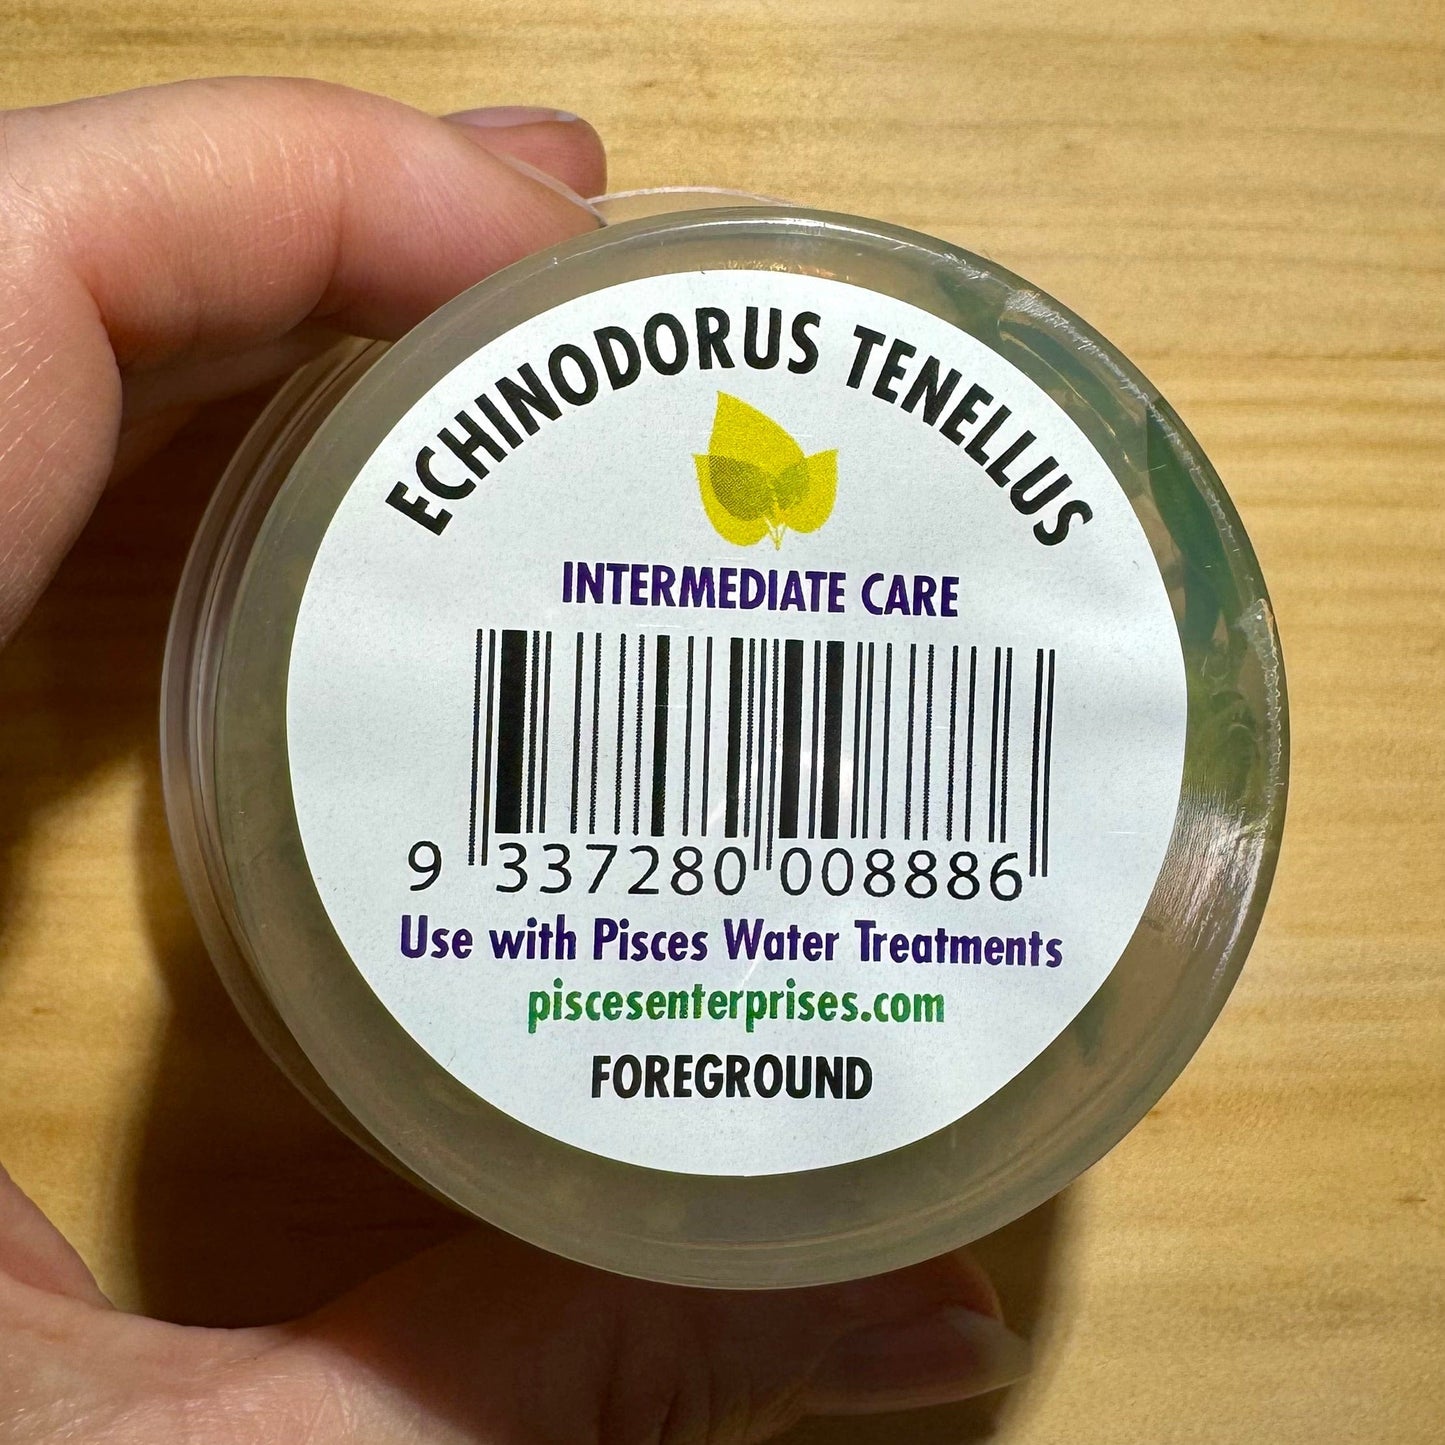 ECHINODORUS TENELLUS
INTERMEDIATE CARE
9 337280 008886
Use with Pisces Water Treatments
piscesenterprises.com
FOREGROUND